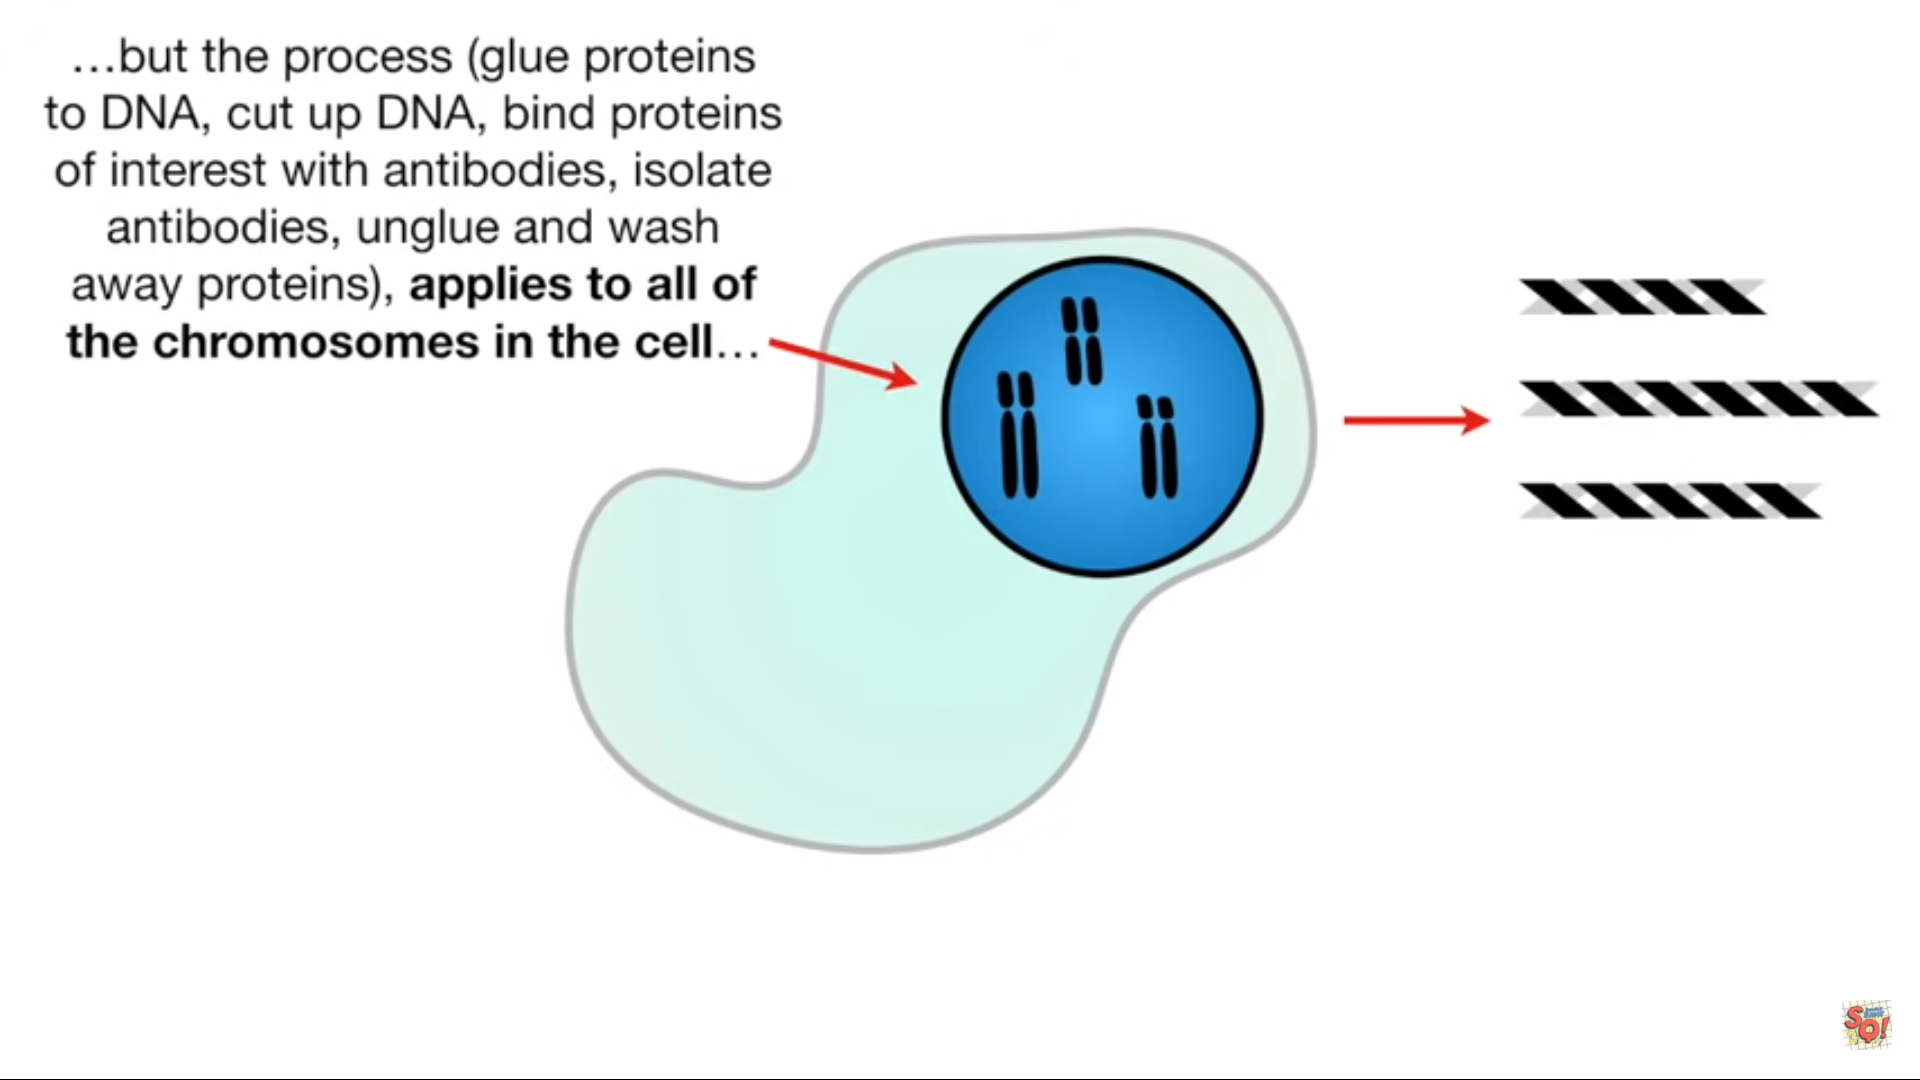 …but the process (glue proteins
to DNA, cut up DNA, bind proteins
of interest with antibodies, isolate
antibodies, unglue and wash
away proteins), applies to all of
the chromosomes in the cell…
SQ!